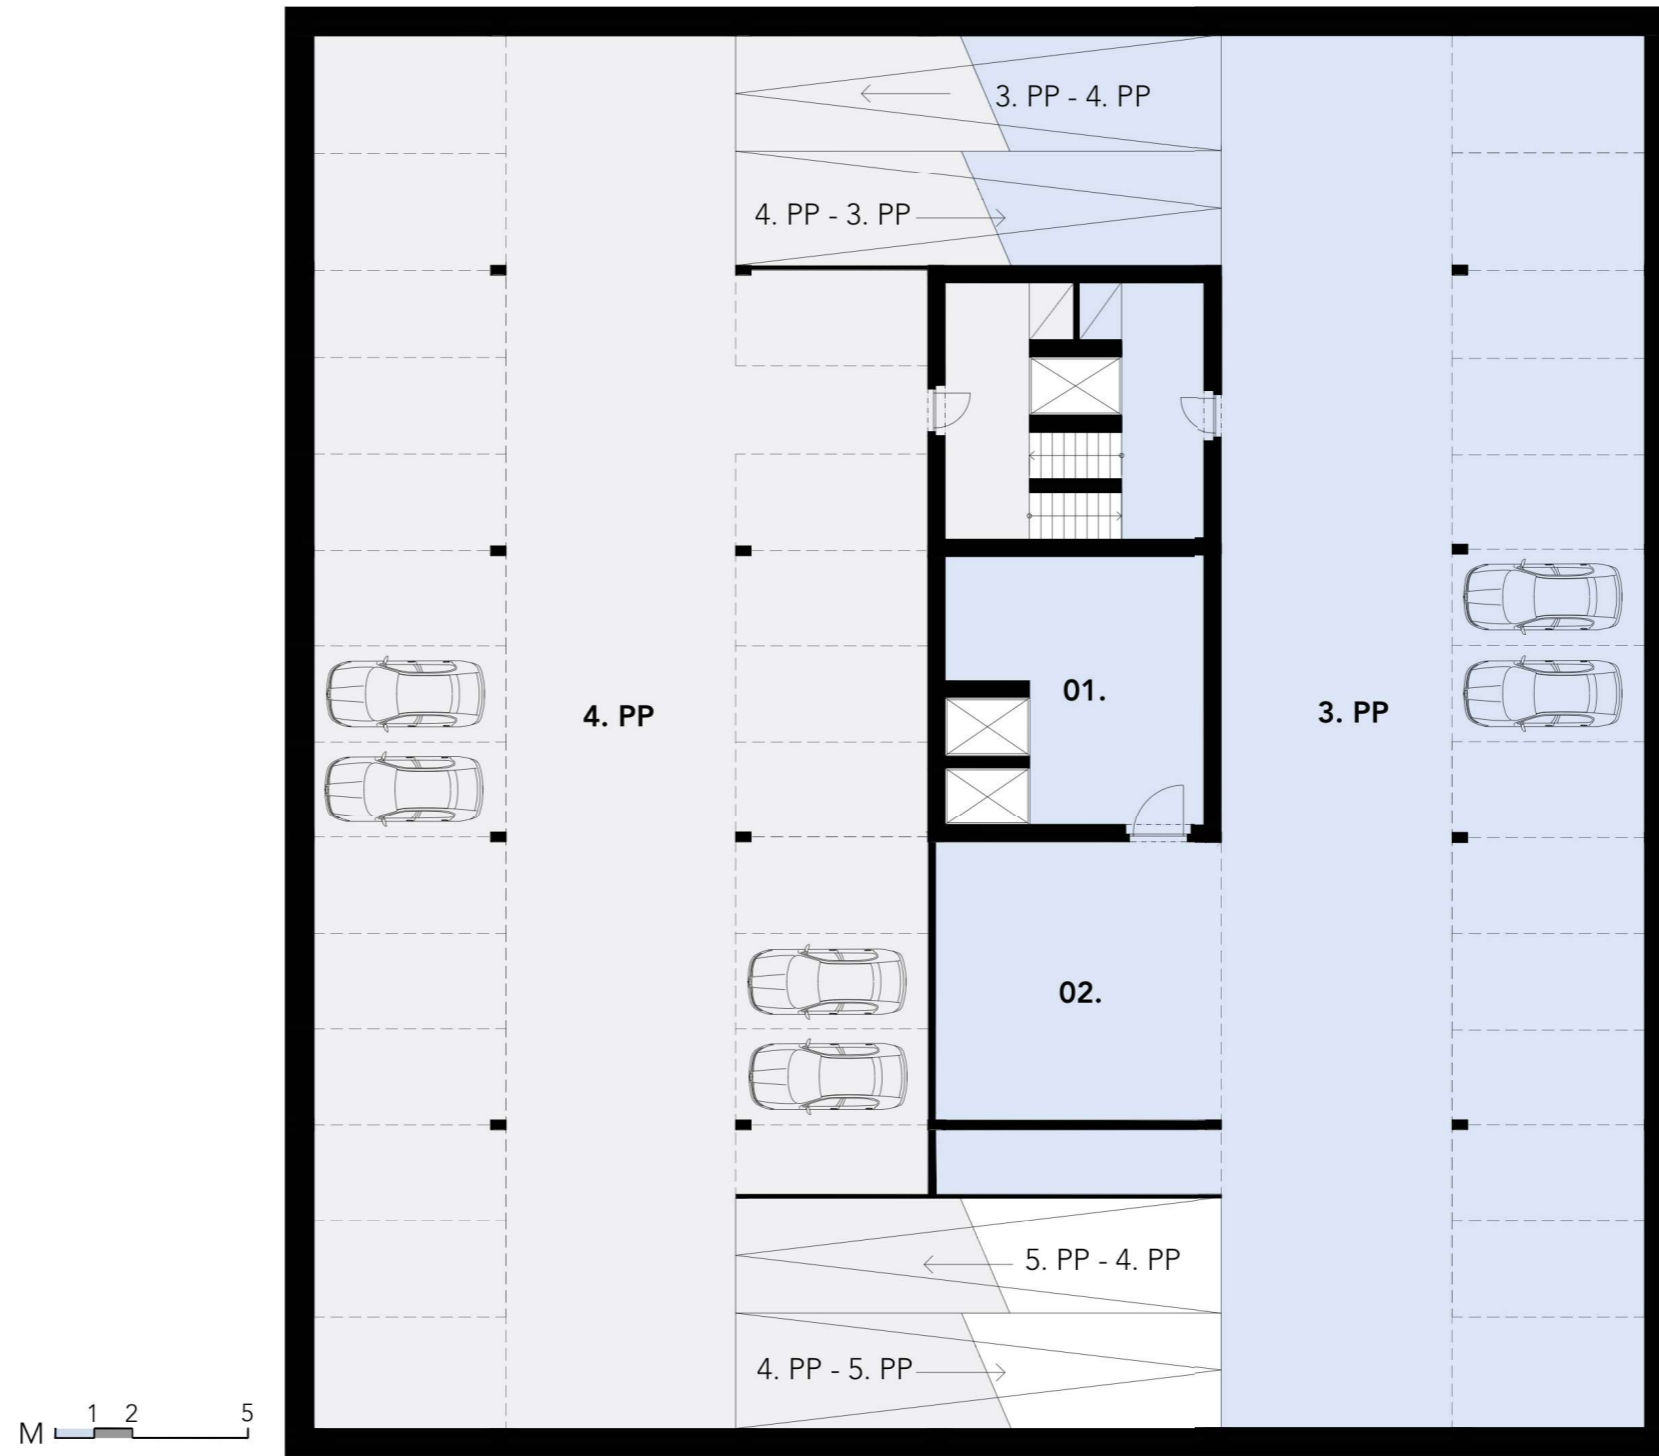 3. PP - 4. PP
4. PP - 3. PP
01.
4. PP
3. PP
02.
5. PP - 4. PP
4. PP - 5. PP
M 1 2 5